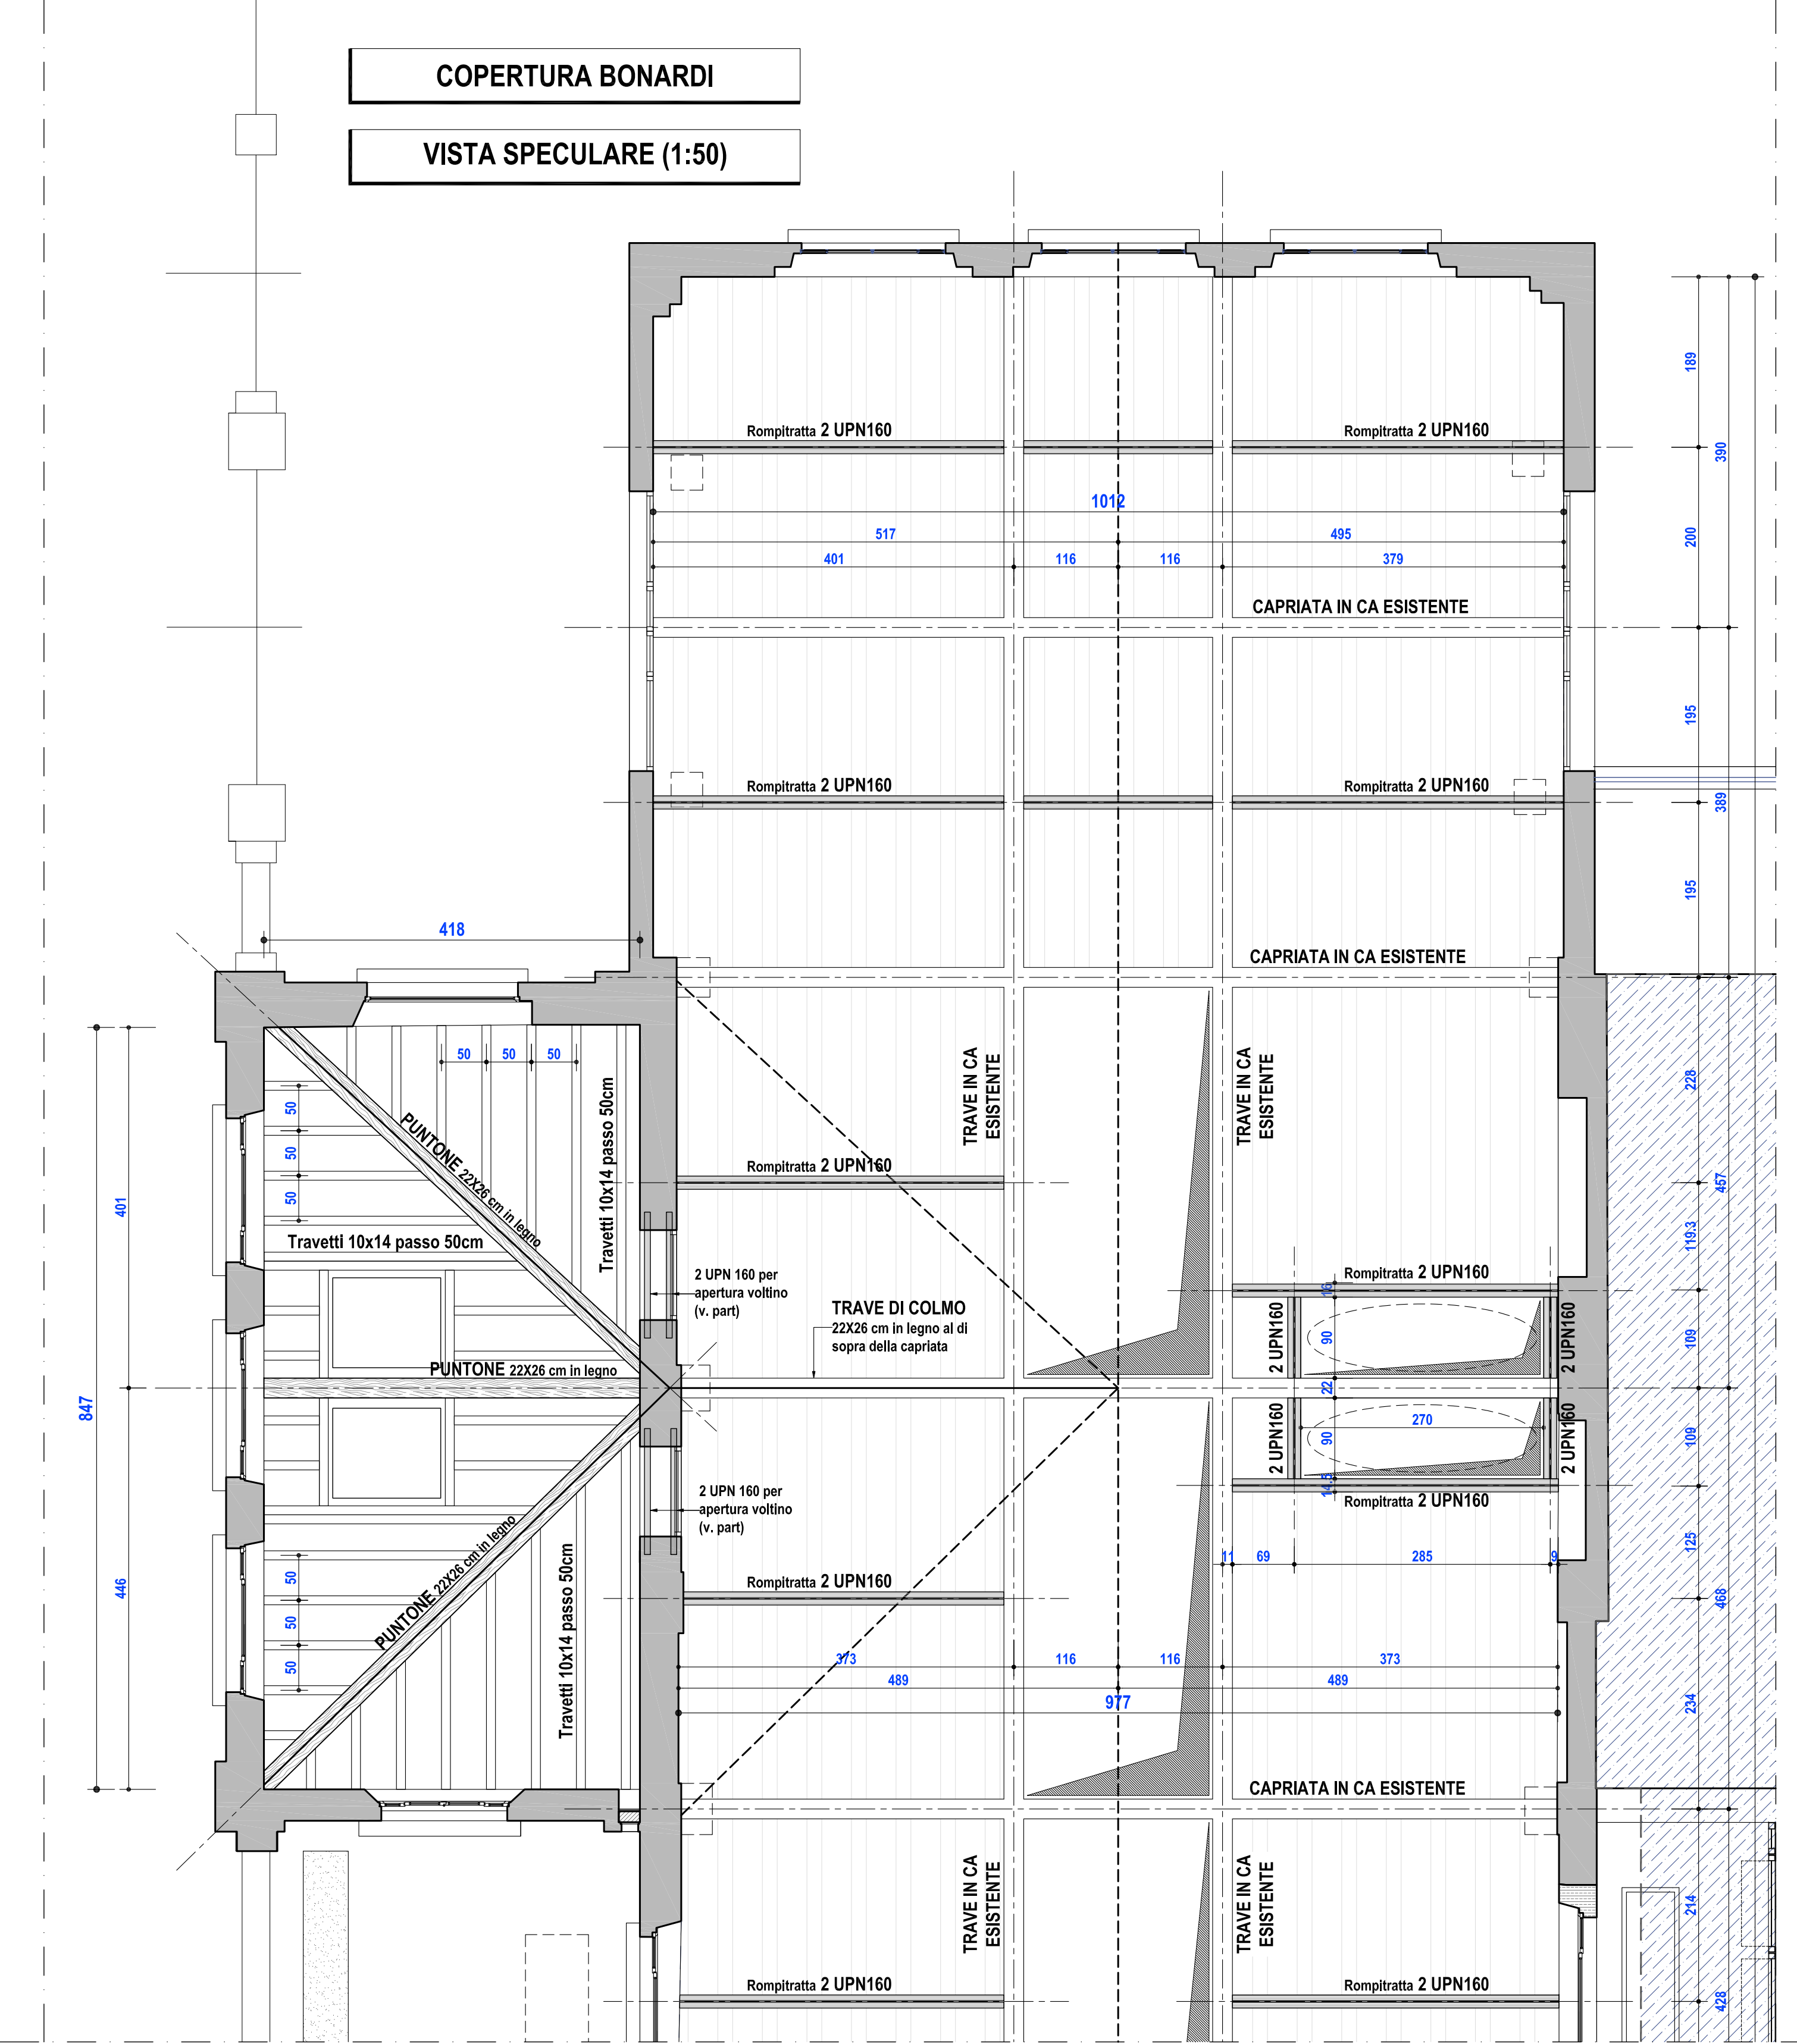 COPERTURA BONARDI
VISTA SPECULARE (1:50)
189
Rompitratta 2 UPN160
Rompitratta 2 UPN160
390
1012
517
495
200
401
116
116
379
CAPRIATA IN CA ESISTENTE
195
Rompitratta 2 UPN160
Rompitratta 2 UPN160
389
195
418
CAPRIATA IN CA ESISTENTE
50
50
50
TRAVE IN CA
ESISTENTE
TRAVE IN CA
ESISTENTE
228
50
50
50
PUNTONE 22X26 cm in legno
Travetti 10x14 passo 50cm
Rompitratta 2 UPN160
457
401
Travetti 10x14 passo 50cm
119.3
2 UPN 160 per
apertura voltino
(v. part)
Rompitratta 2 UPN160
16
TRAVE DI COLMO
22X26 cm in legno al di
sopra della capriata
2 UPN160
90
2 UPN160
109
PUNTONE 22X26 cm in legno
22
847
2 UPN160
270
90
2 UPN160
109
14.5
2 UPN 160 per
apertura voltino
(v. part)
Rompitratta 2 UPN160
PUNTONE 22X26 cm in legno
Travetti 10x14 passo 50cm
446
50
50
50
11
69
285
9
125
Rompitratta 2 UPN160
468
373
116
116
373
489
489
977
234
CAPRIATA IN CA ESISTENTE
TRAVE IN CA
ESISTENTE
TRAVE IN CA
ESISTENTE
214
Rompitratta 2 UPN160
Rompitratta 2 UPN160
428